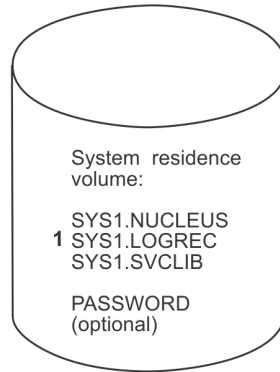 System residence
volume:
SYS1.NUCLEUS
1 SYS1.LOGREC
SYS1.SVCLIB
PASSWORD
(optional)